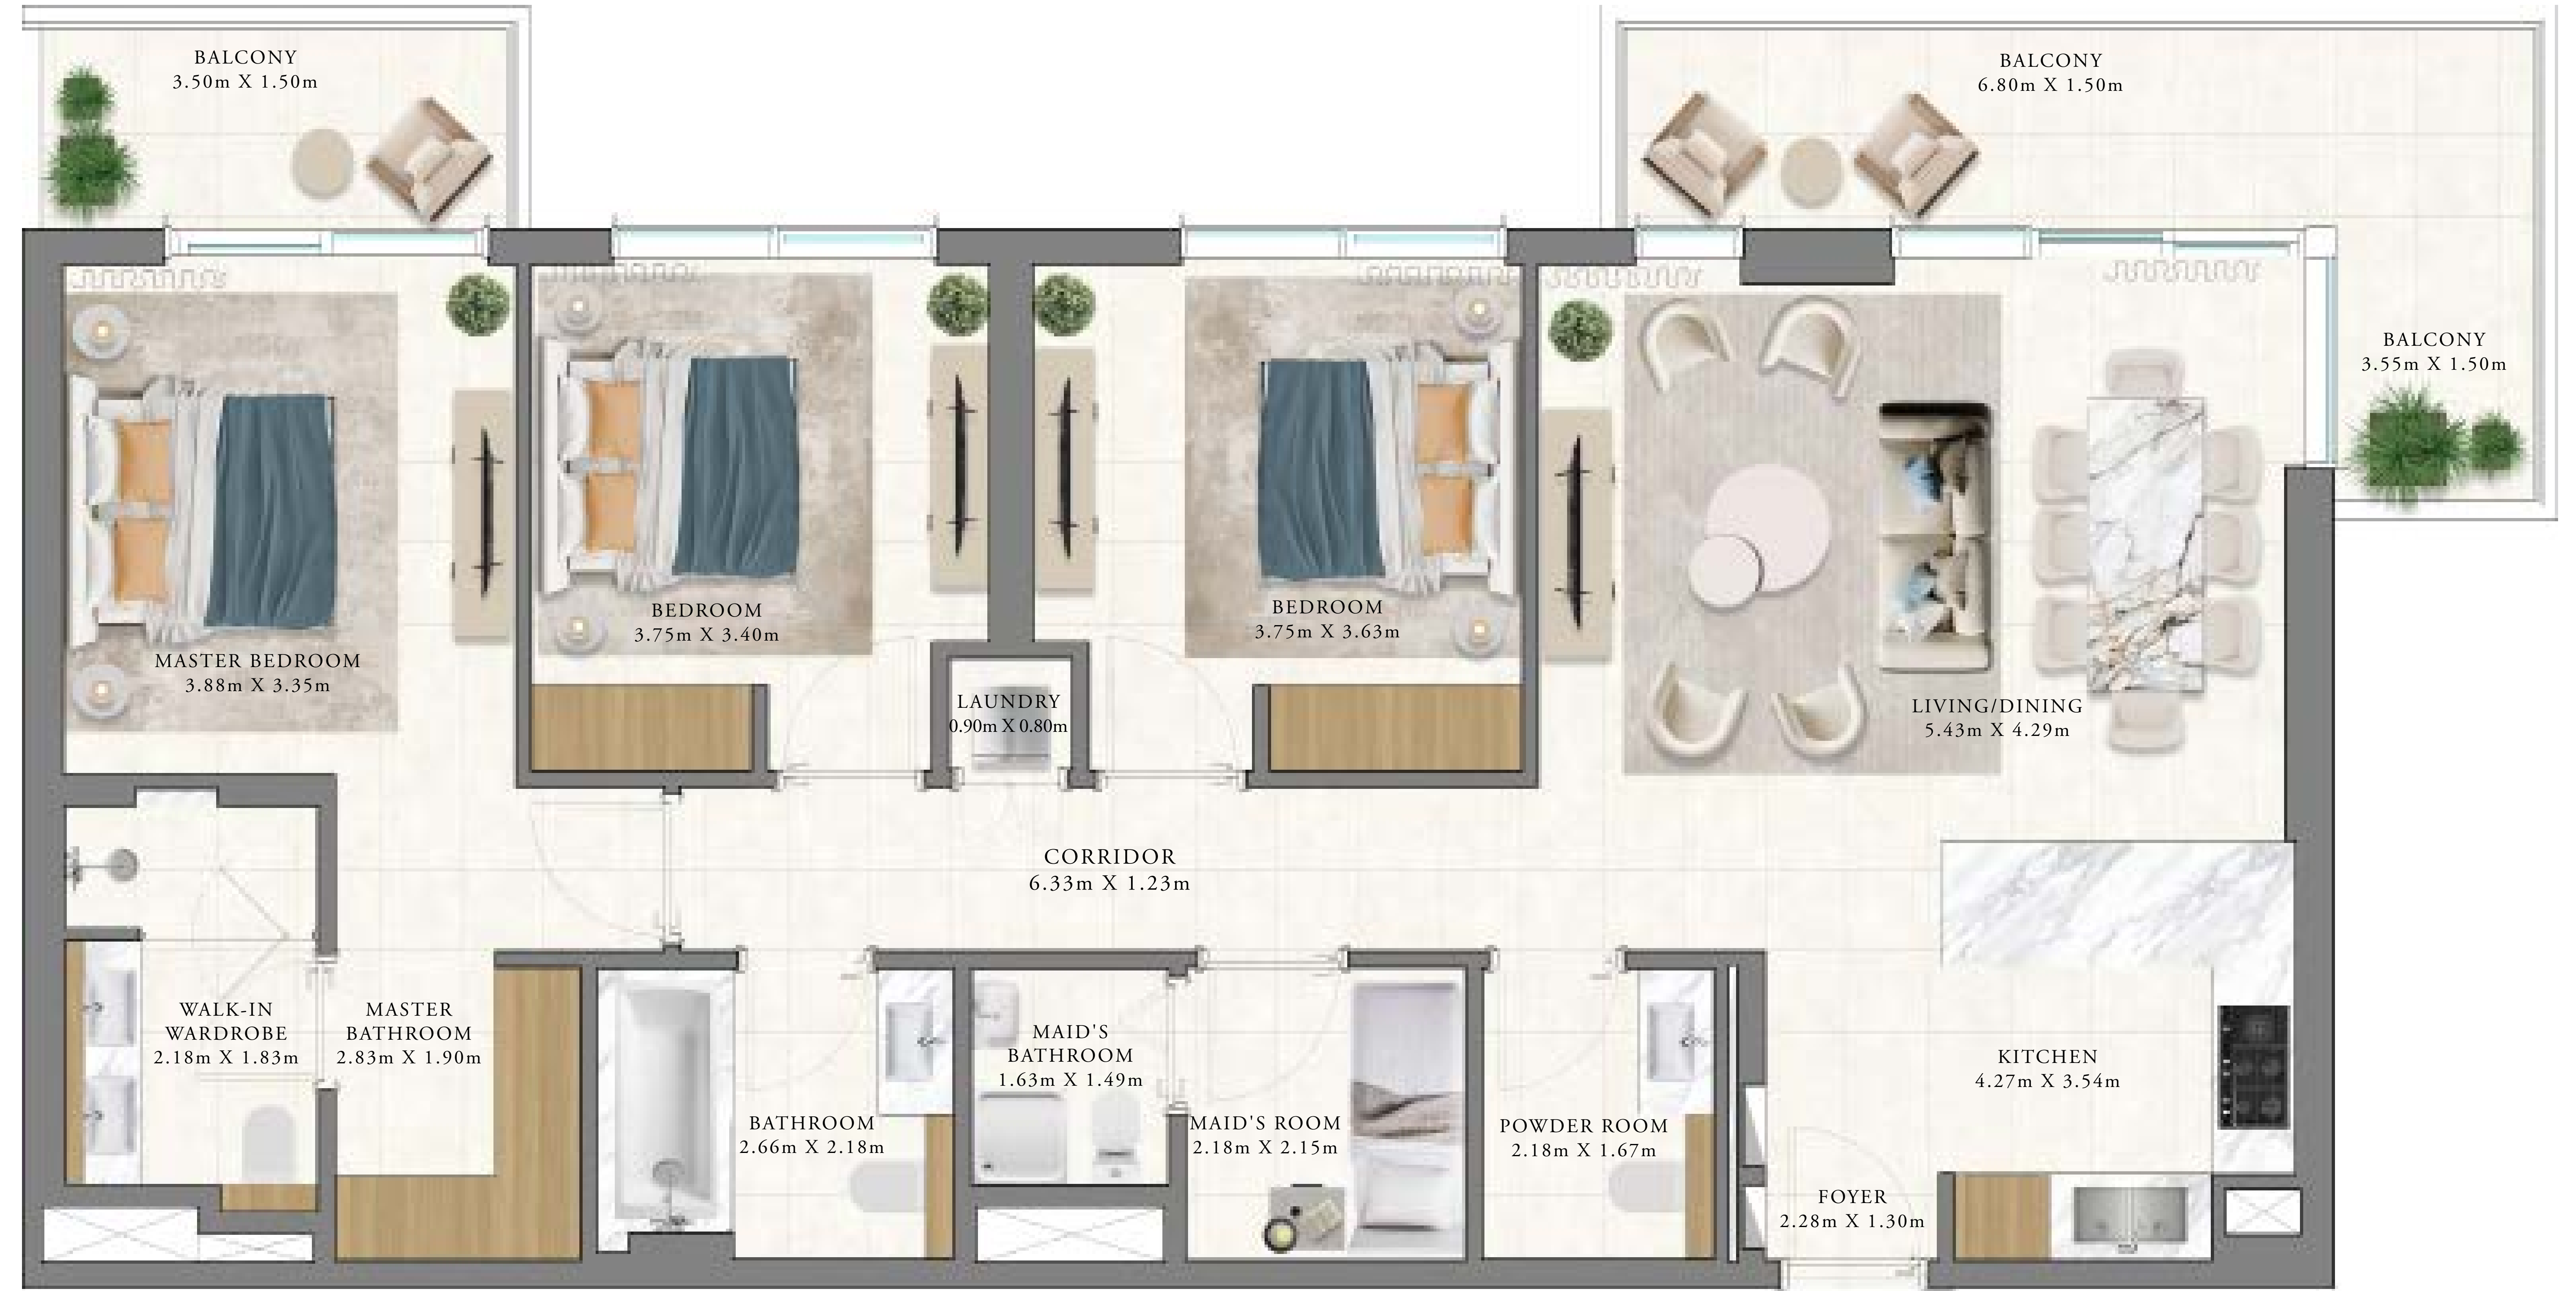 BALCONY
3.50m X 1.50m
BALCONY
6.80m X 1.50m
BALCONY
3.55m X 1.50m
BEDROOM
3.75m X 3.40m
BEDROOM
3.75m X 3.63m
MASTER BEDROOM
3.88m X 3.35m
LAUNDRY
0.90m X 0.80m
LIVING/DINING
5.43m X 4.29m
CORRIDOR
6.33m X 1.23m
WALK-IN
WARDROBE
2.18m X 1.83m
MASTER
BATHROOM
2.83m X 1.90m
MAID'S
BATHROOM
1.63m X 1.49m
KITCHEN
4.27m X 3.54m
BATHROOM
2.66m X 2.18m
MAID'S ROOM
2.18m X 2.15m
POWDER ROOM
2.18m X 1.67m
FOYER
2.28m X 1.30m